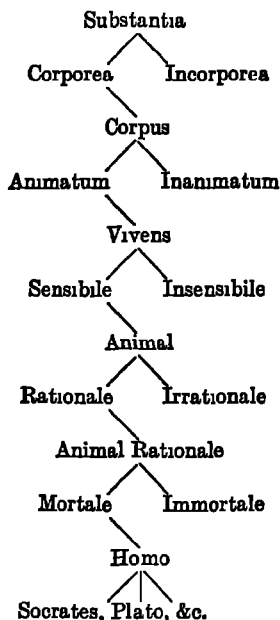 Substantia
Corporea Incorporea
Corpus
Animatum Inanimatum
Vivens
Sensibile Insensibile
Animal
Rationale Irrationale
Animal Rationale
Mortale Immortale
Homo
Socrates, Plato, &c.